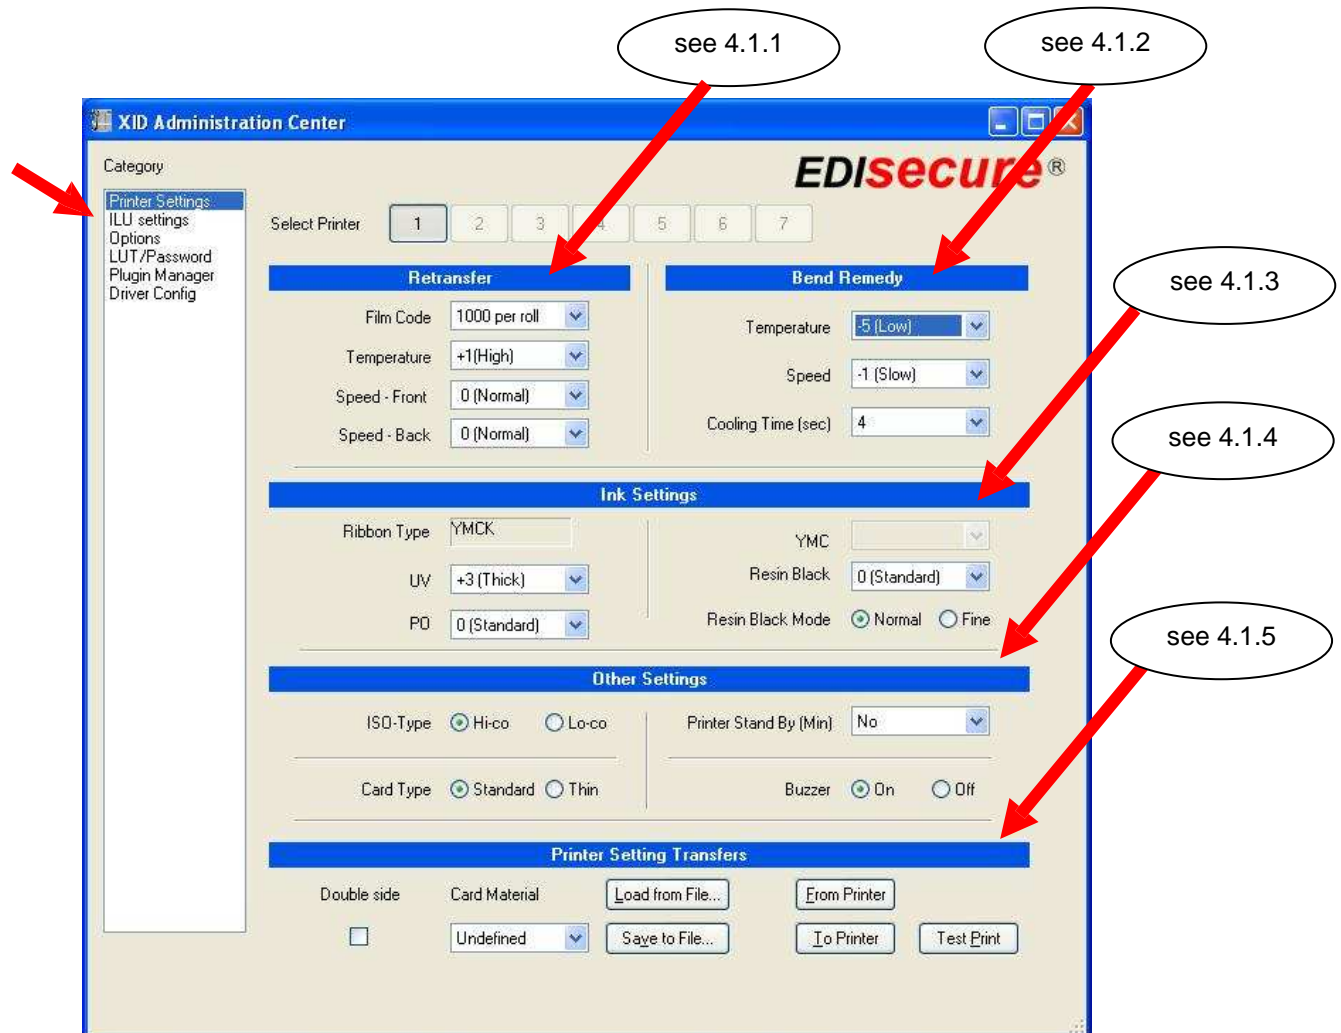 see 4.1.1
see 4.1.2
XID Administration Center
Category
EDIsecure®
Printer Settings
ILU settings
Options
LUT/Password
Plugin Manager
Driver Config
Select Printer 1 2 3 4 5 6 7
Retransfer
Film Code 1000 per roll
Temperature +1(High)
Speed - Front 0 (Normal)
Speed - Back 0 (Normal)
Bend Remedy
Temperature -5 (Low)
Speed -1 (Slow)
Cooling Time (sec) 4
see 4.1.3
see 4.1.4
Ink Settings
Ribbon Type YMCK
UV +3 (Thick)
PO 0 (Standard)
YMC
Resin Black 0 (Standard)
Resin Black Mode Normal Fine
see 4.1.5
Other Settings
ISO-Type Hi-co Lo-co
Printer Stand By (Min) No
Card Type Standard Thin
Buzzer On Off
Printer Setting Transfers
Double side Card Material Load from File... From Printer
Undefined Save to File... To Printer Test Print